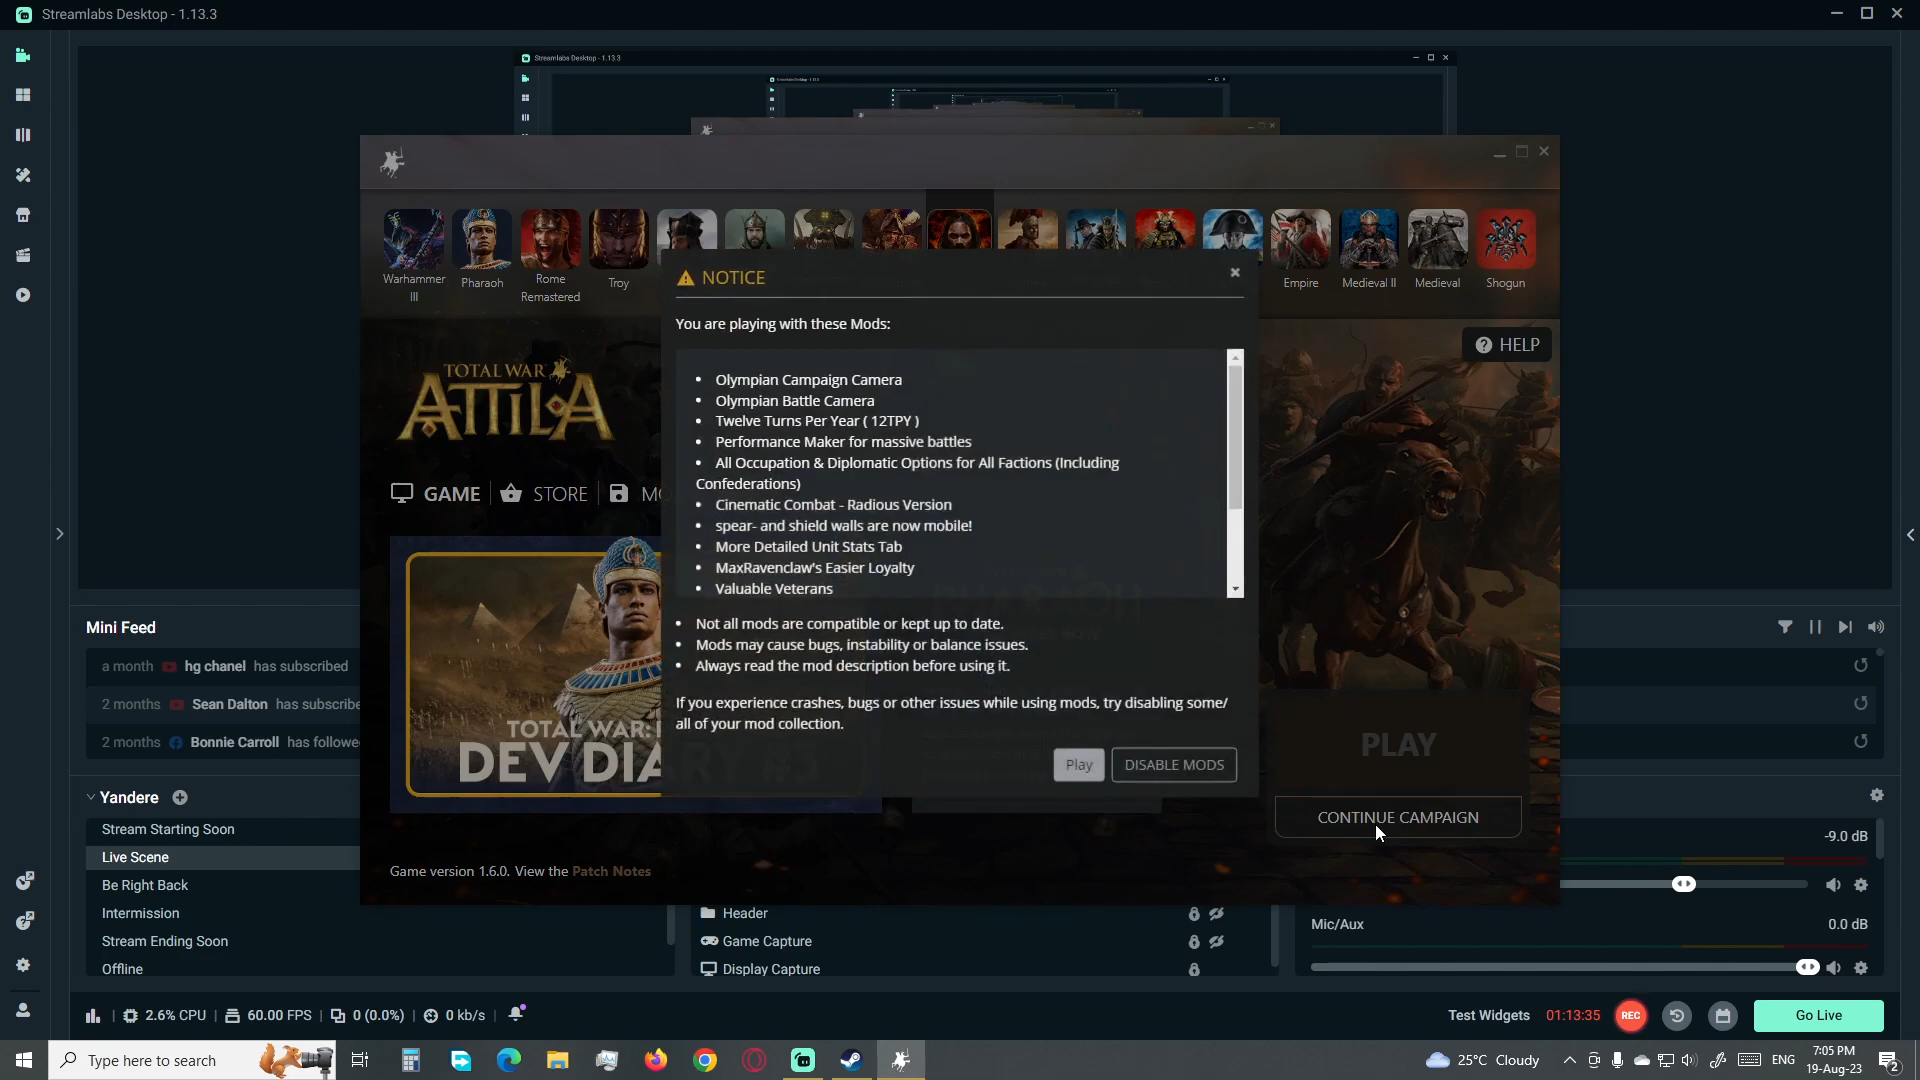 Streamlabs Desktop - 1.13.3
Streamlabs Desktop - 1.13.3
Warhammer
III
Pharaoh
Rome
Remastered
Troy
Empire
Medieval II
Medieval
Shogun
NOTICE
You are playing with these Mods:
HELP
TOTAL WAR
ATTILA
• Olympian Campaign Camera
• Olympian Battle Camera
• Twelve Turns Per Year ( 12TPY )
• Performance Maker for massive battles
• All Occupation & Diplomatic Options for All Factions (Including
Confederations)
• Cinematic Combat - Radious Version
• spear- and shield walls are now mobile!
• More Detailed Unit Stats Tab
• MaxRavenclaw's Easier Loyalty
• Valuable Veterans
GAME
STORE
MO
• Not all mods are compatible or kept up to date.
• Mods may cause bugs, instability or balance issues.
• Always read the mod description before using it.
If you experience crashes, bugs or other issues while using mods, try disabling some/
all of your mod collection.
Play
DISABLE MODS
TOTAL WAR:
DEV DIARY #3
PLAY
CONTINUE CAMPAIGN
Game version 1.6.0. View the Patch Notes
Mini Feed
a month hg chanel has subscribed
2 months Sean Dalton has subscribe
2 months Bonnie Carroll has followe
Yandere
Stream Starting Soon
Live Scene
Be Right Back
Intermission
Stream Ending Soon
Offline
Header
Game Capture
Display Capture
-9.0 dB
Mic/Aux 0.0 dB
2.6% CPU
60.00 FPS
0 (0.0%)
0 kb/s
Test Widgets
01:13:35
REC
Go Live
Type here to search
25°C Cloudy
ENG
7:05 PM
19-Aug-23
2